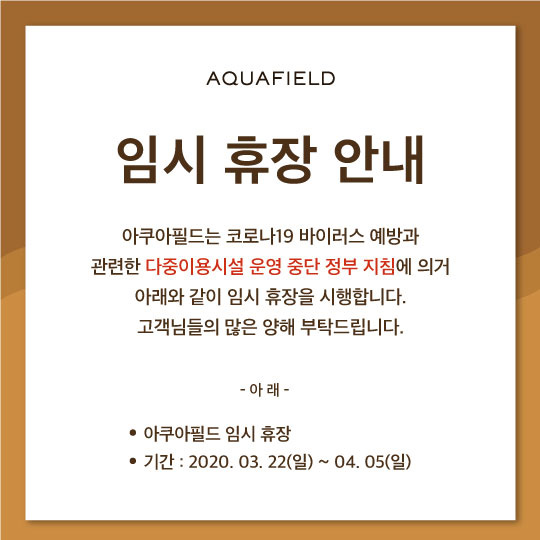 AQUAFIELD
임시 휴장 안내
아쿠아필드는 코로나19 바이러스 예방과
관련한 다중이용시설 운영 중단 정부 지침에 의거
아래와 같이 임시 휴장을 시행합니다.
고객님들의 많은 양해 부탁드립니다.
- 아 래 -
• 아쿠아필드 임시 휴장
• 기간 : 2020. 03. 22(일) ~ 04. 05(일)